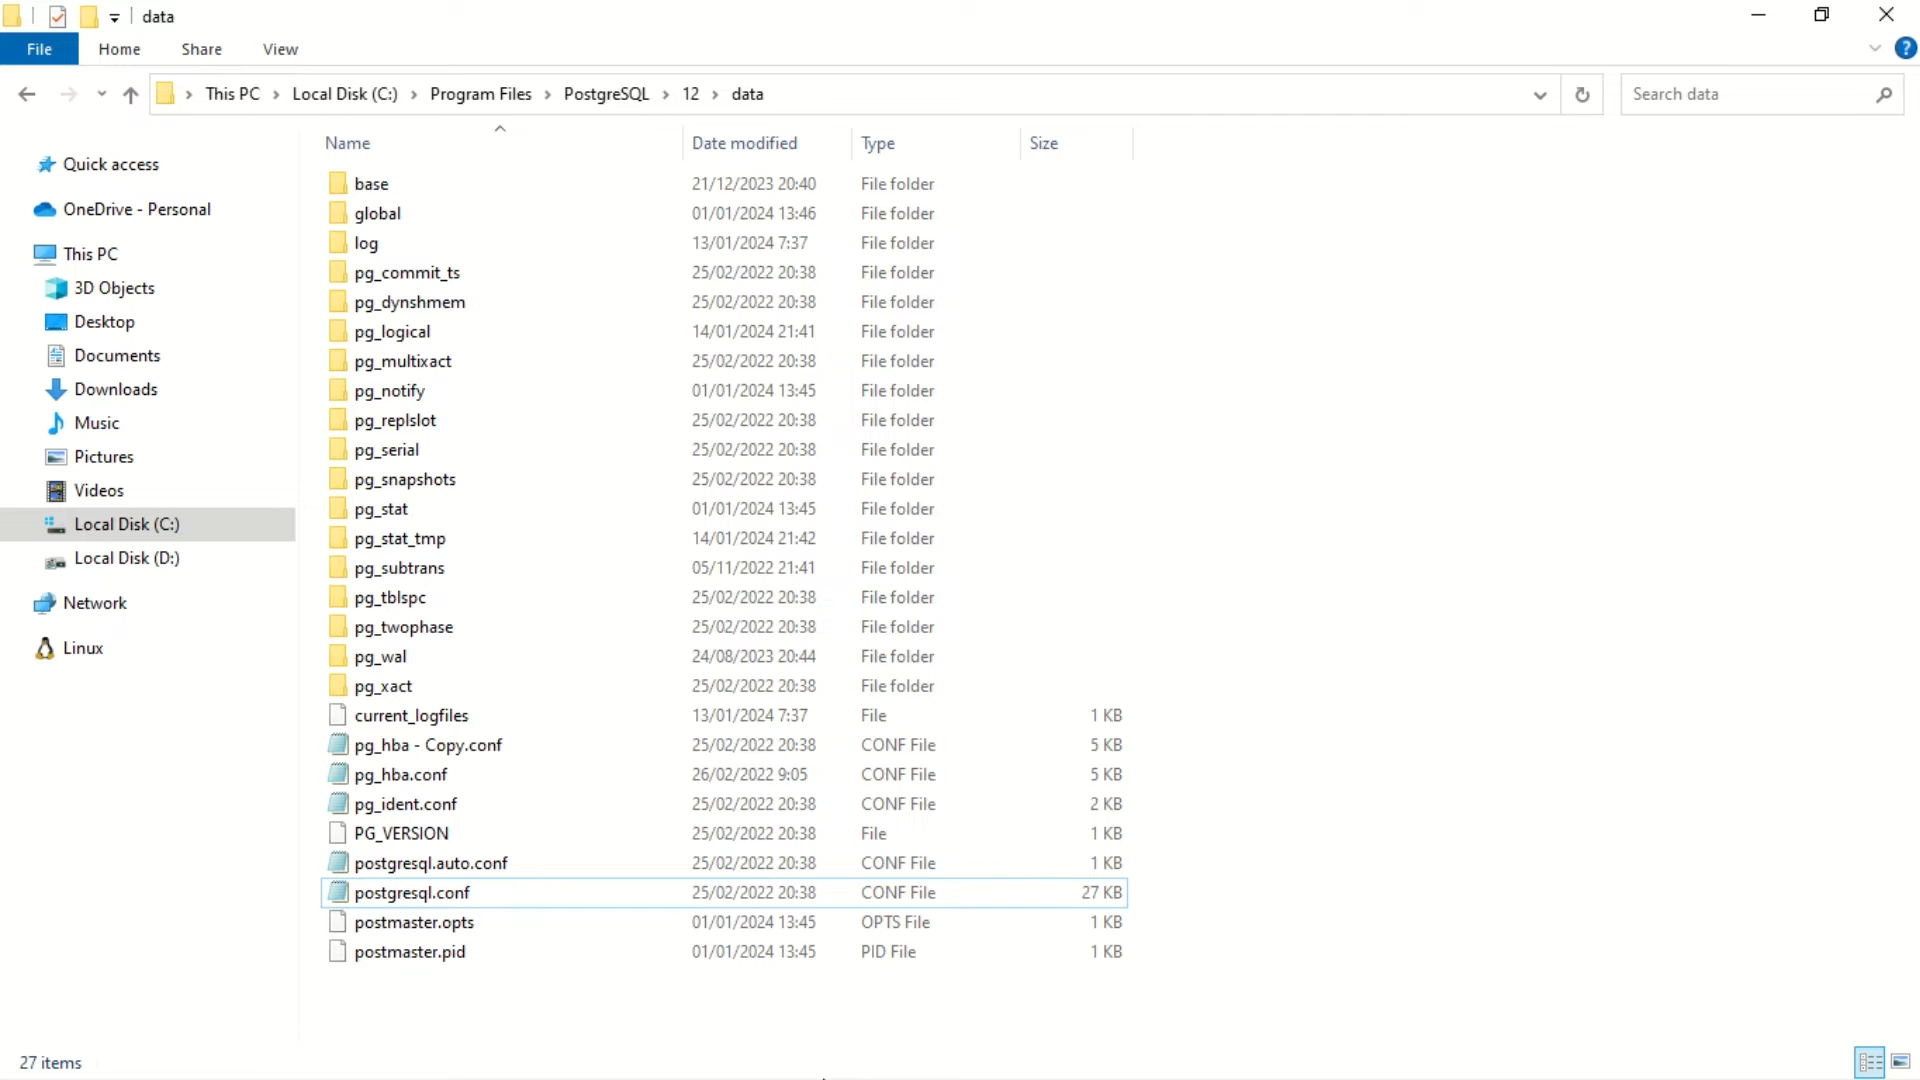 data
File Home Share View
This PC Local Disk (C:) Program Files PostgreSQL 12 data
Search data
Quick access
OneDrive - Personal
This PC
3D Objects
Desktop
Documents
Downloads
Music
Pictures
Videos
Local Disk (C:)
Local Disk (D:)
Network
Linux
Name Date modified Type Size
base 21/12/2023 20:40 File folder
global 01/01/2024 13:46 File folder
log 13/01/2024 7:37 File folder
pg_commit_ts 25/02/2022 20:38 File folder
pg_dynshmem 25/02/2022 20:38 File folder
pg_logical 14/01/2024 21:41 File folder
pg_multixact 25/02/2022 20:38 File folder
pg_notify 01/01/2024 13:45 File folder
pg_replslot 25/02/2022 20:38 File folder
pg_serial 25/02/2022 20:38 File folder
pg_snapshots 25/02/2022 20:38 File folder
pg_stat 01/01/2024 13:45 File folder
pg_stat_tmp 14/01/2024 21:42 File folder
pg_subtrans 05/11/2022 21:41 File folder
pg_tblspc 25/02/2022 20:38 File folder
pg_twophase 25/02/2022 20:38 File folder
pg_wal 24/08/2023 20:44 File folder
pg_xact 25/02/2022 20:38 File folder
current_logfiles 13/01/2024 7:37 File 1 KB
pg_hba - Copy.conf 25/02/2022 20:38 CONF File 5 KB
pg_hba.conf 26/02/2022 9:05 CONF File 5 KB
pg_ident.conf 25/02/2022 20:38 CONF File 2 KB
PG_VERSION 25/02/2022 20:38 File 1 KB
postgresql.auto.conf 25/02/2022 20:38 CONF File 1 KB
postgresql.conf 25/02/2022 20:38 CONF File 27 KB
postmaster.opts 01/01/2024 13:45 OPTS File 1 KB
postmaster.pid 01/01/2024 13:45 PID File 1 KB
27 items